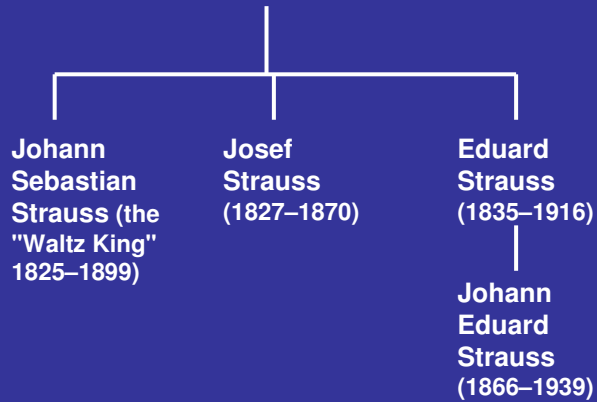 Johann
Sebastian
Strauss (the
"Waltz King"
1825–1899)
Josef
Strauss
(1827–1870)
Eduard
Strauss
(1835–1916)
Johann
Eduard
Strauss
(1866–1939)